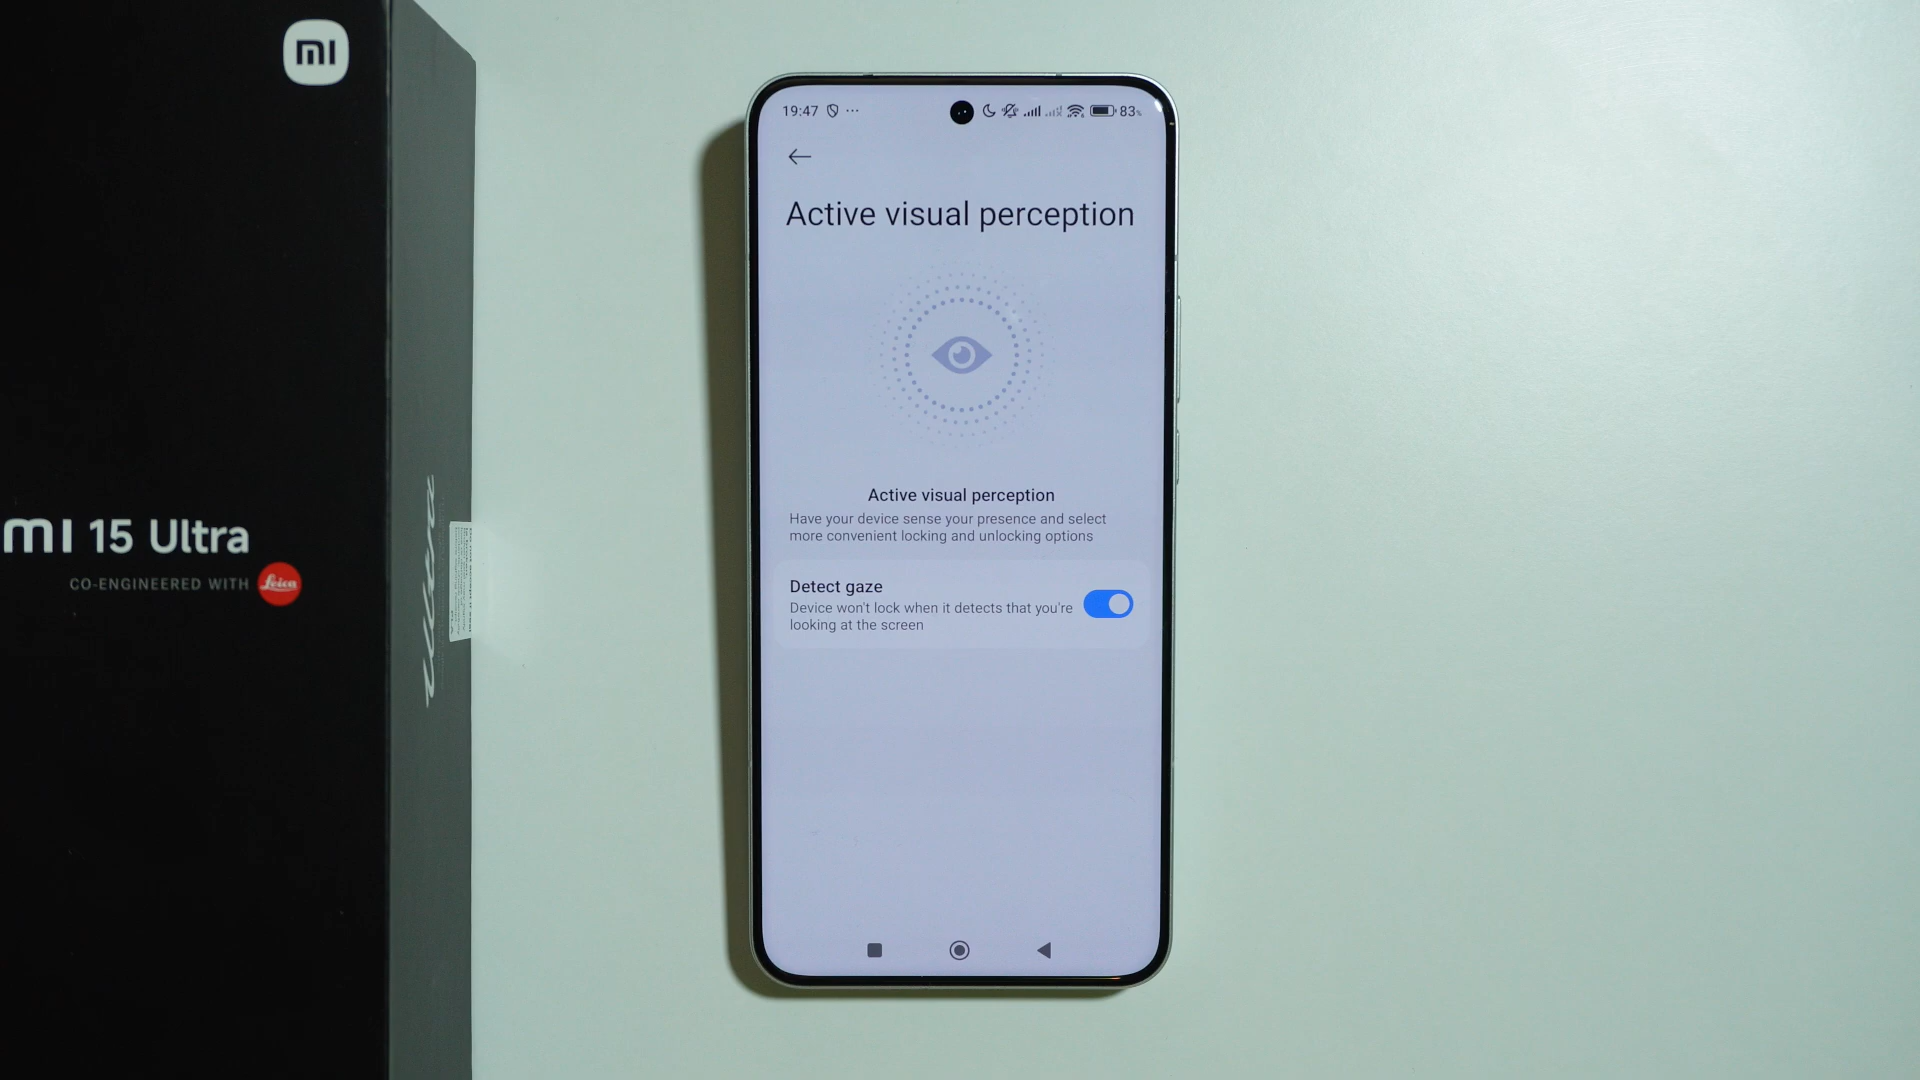 mi
mi 15 Ultra
CO-ENGINEERED WITH Leica
Ultra
19:47 ··· 83%
Active visual perception
Active visual perception
Have your device sense your presence and select
more convenient locking and unlocking options
Detect gaze
Device won't lock when it detects that you're
looking at the screen